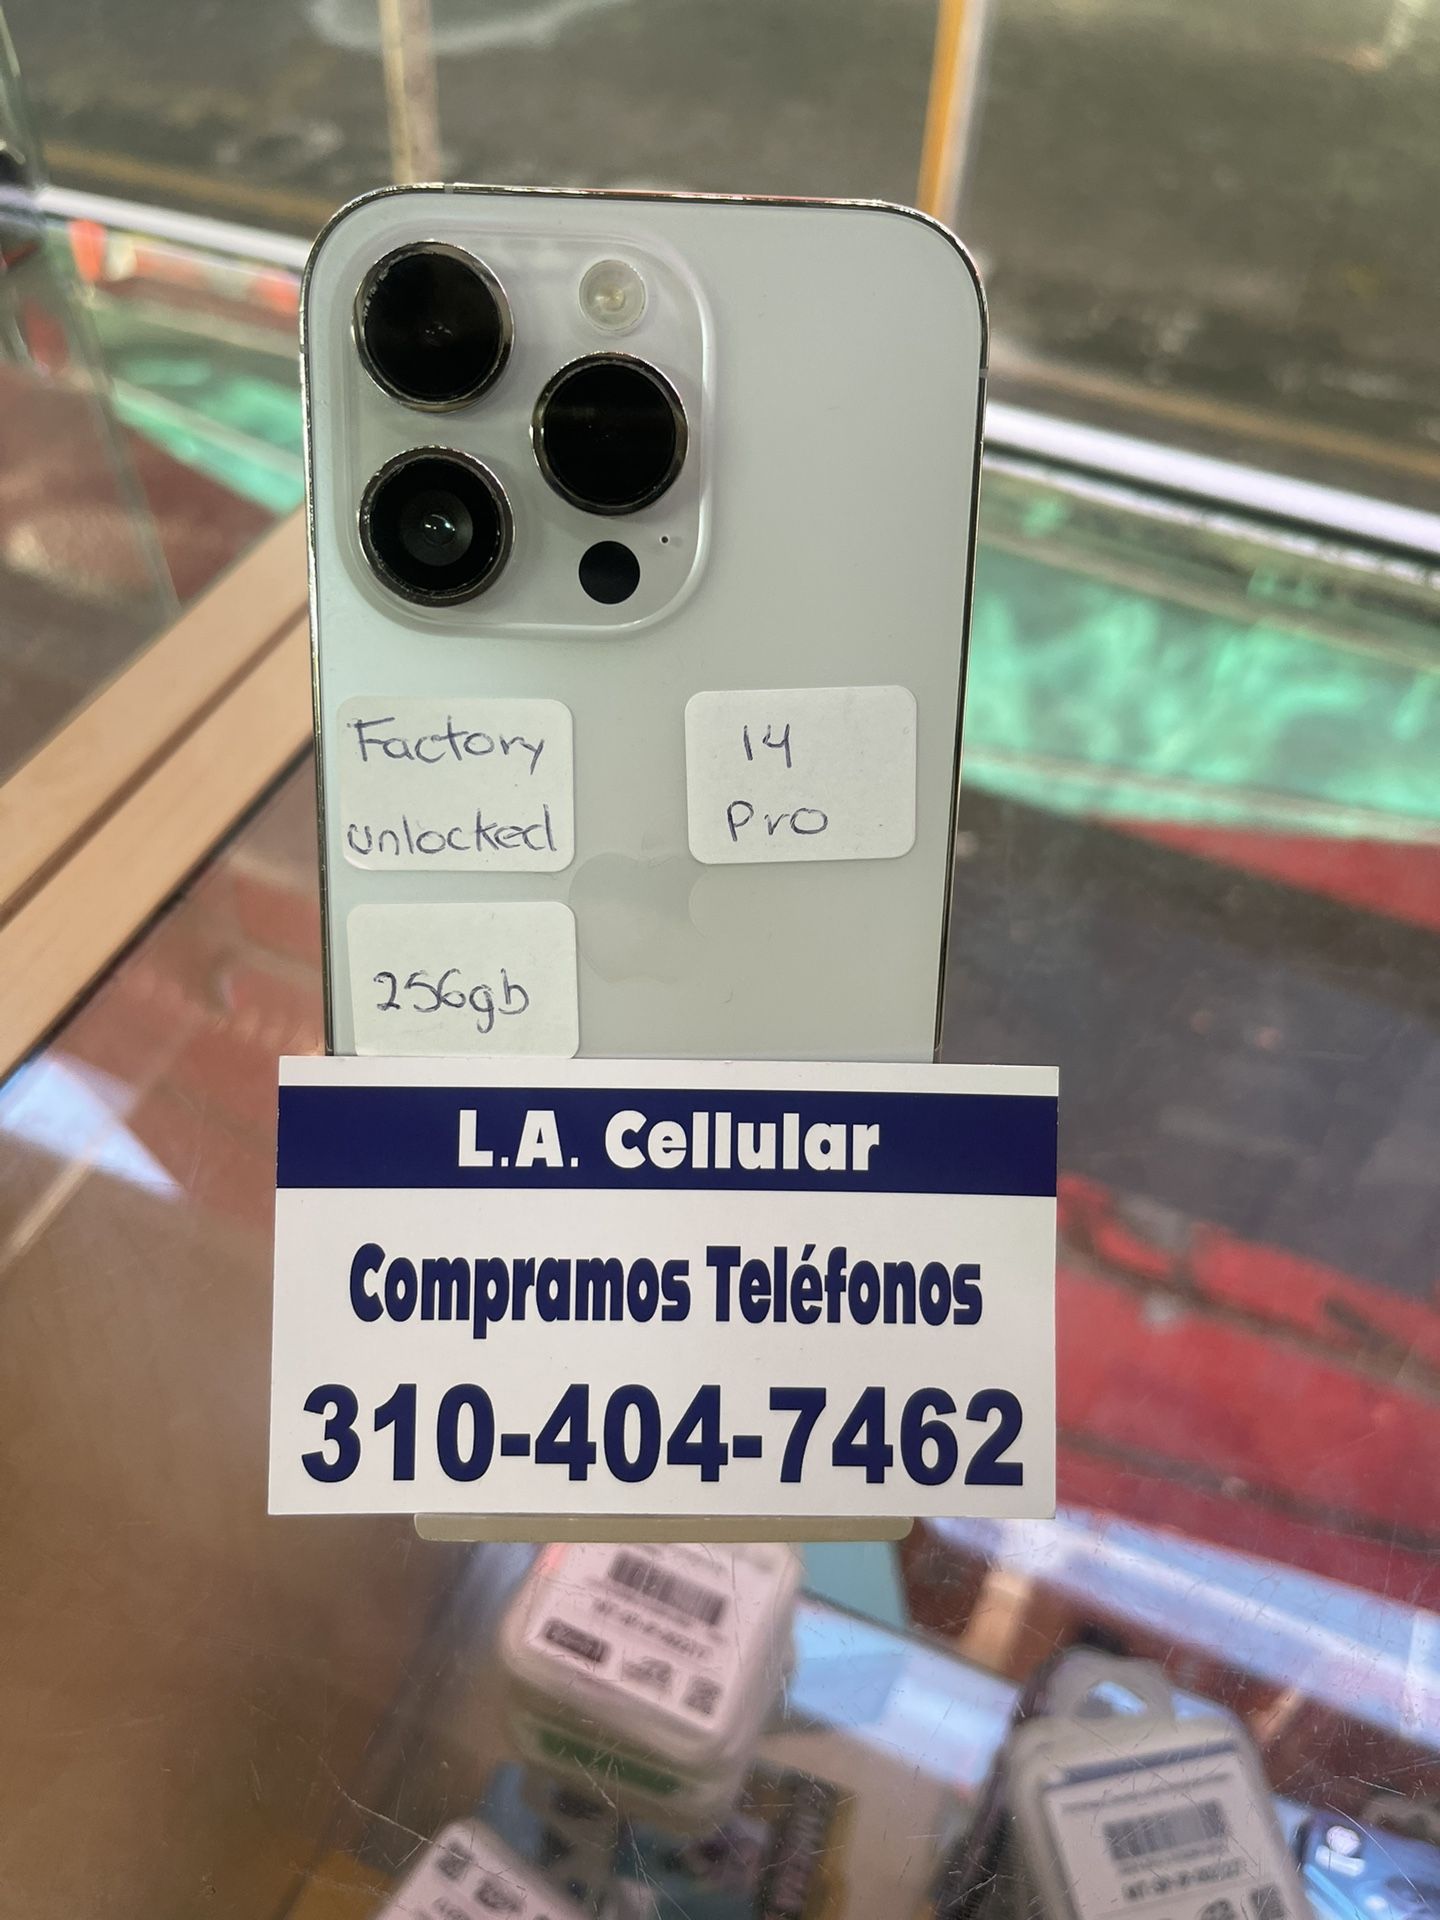 Factory
unlocked
14
Pro
256gb
L.A. Cellular
Compramos Teléfonos
310-404-7462